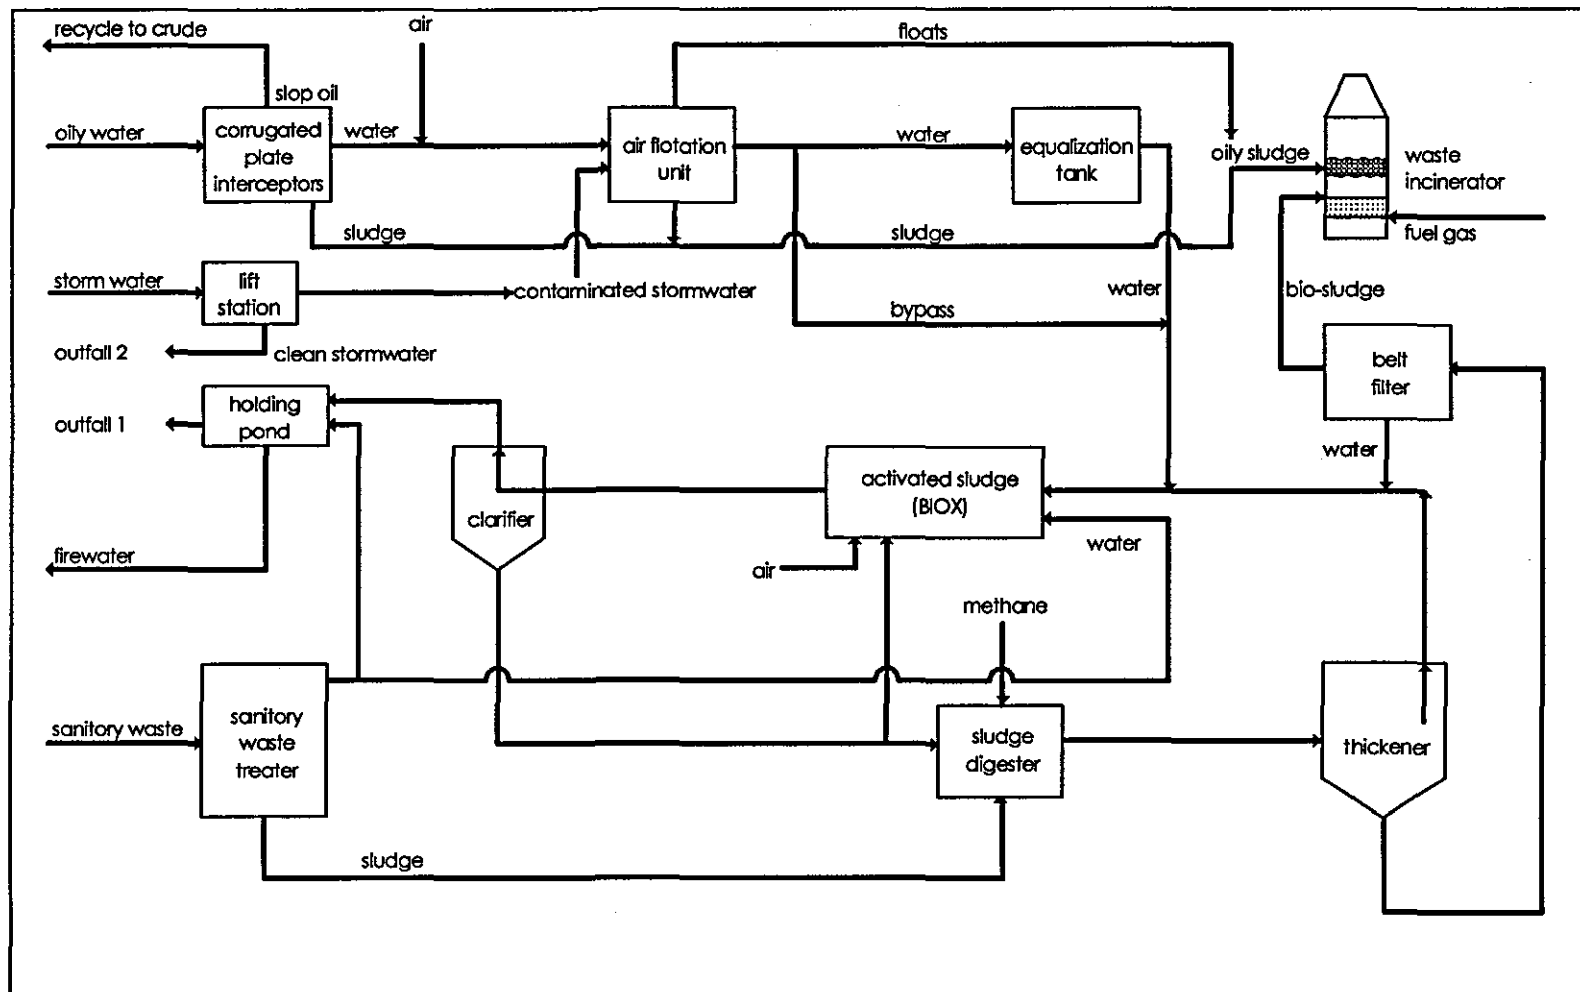 recycle to crude
air
floats
slop oil
oily water
corrugated
plate
interceptors
water
air flotation
unit
water
equalization
tank
oily sludge
waste
incinerator
sludge
sludge
fuel gas
storm water
lift
station
contaminated stormwater
water
bio-sludge
bypass
outfall 2
clean stormwater
belt
filter
holding
pond
outfall 1
water
activated sludge
(BIOX)
clarifier
water
firewater
air
methane
sanitory waste
sanitory
waste
treater
sludge
digester
thickener
sludge